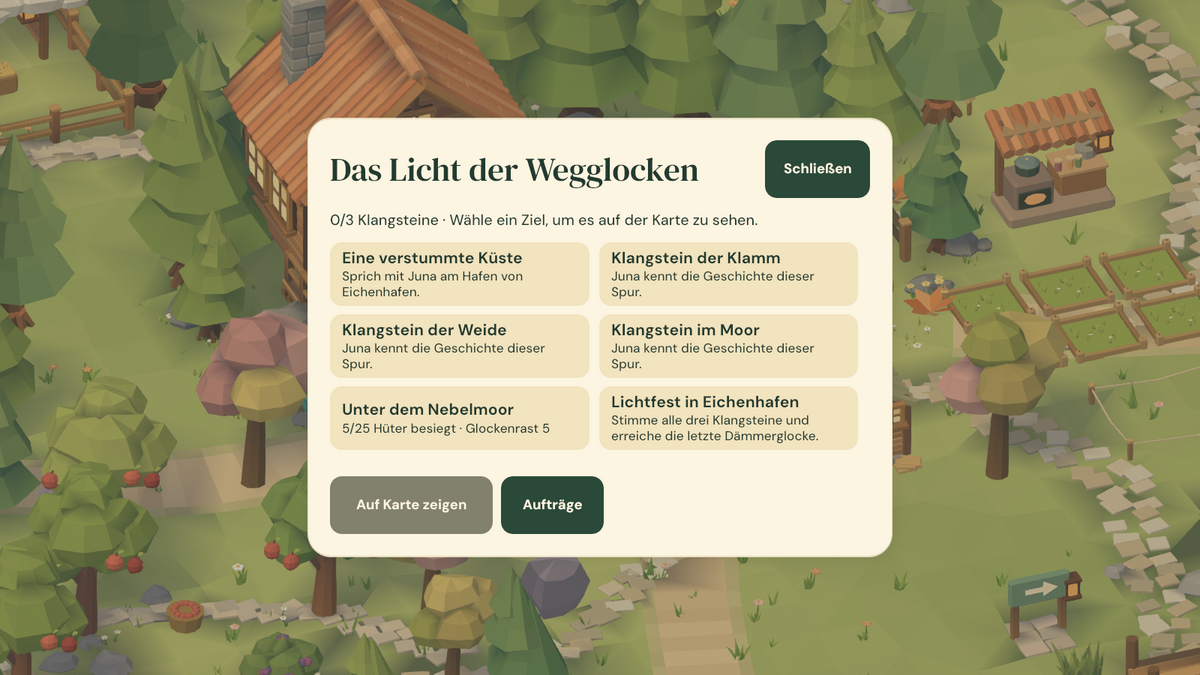 Das Licht der Wegglocken
Schließen
0/3 Klangsteine · Wähle ein Ziel, um es auf der Karte zu sehen.
Eine verstummte Küste
Sprich mit Juna am Hafen von
Eichenhafen.
Klangstein der Klamm
Juna kennt die Geschichte dieser
Spur.
Klangstein der Weide
Juna kennt die Geschichte dieser
Spur.
Klangstein im Moor
Juna kennt die Geschichte dieser
Spur.
Unter dem Nebelmoor
5/25 Hüter besiegt · Glockenrast 5
Lichtfest in Eichenhafen
Stimme alle drei Klangsteine und
erreiche die letzte Dämmerglocke.
Auf Karte zeigen
Aufträge